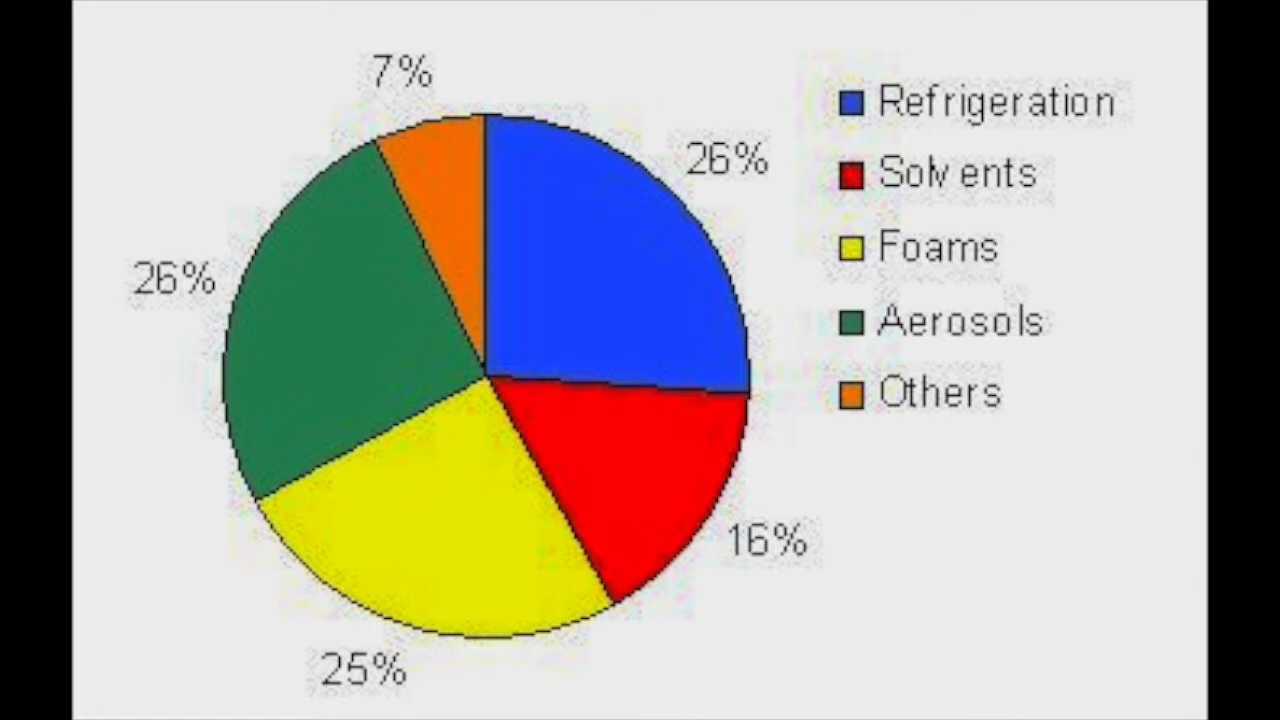 7%
26%
26%
16%
25%
Refrigeration
Solvents
Foams
Aerosols
Others